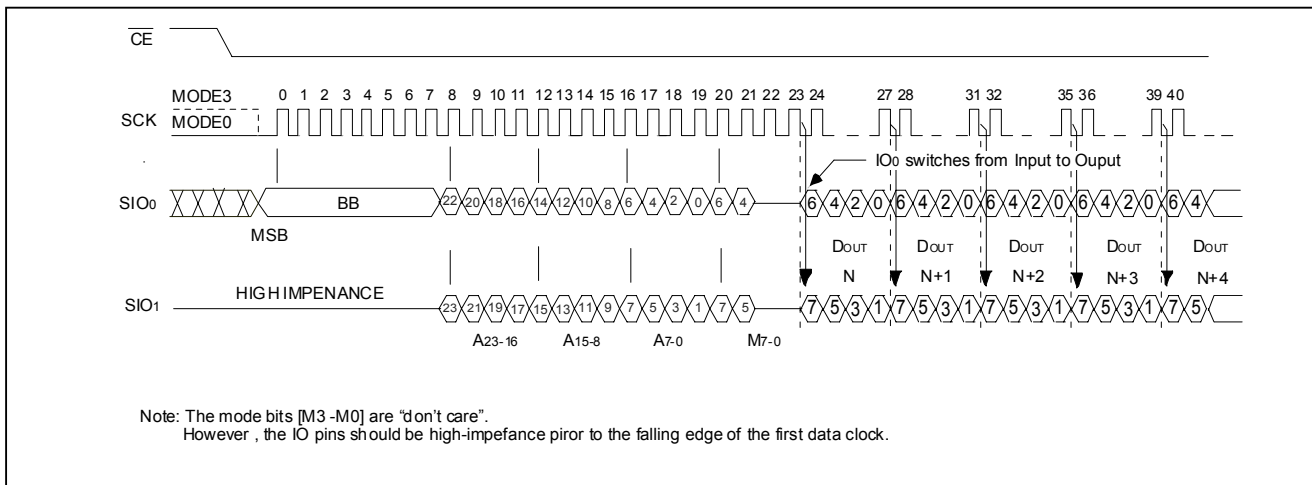 CE
MODE3 0 1 2 3 4 5 6 7 8 9 10 11 12 13 14 15 16 17 18 19 20 21 22 23 24 27 28 31 32 35 36 39 40
SCK MODE0
IO0 switches from Input to Ouput
SIO0 BB 22 20 18 16 14 12 10 8 6 4 2 0 6 4 6 4 2 0 6 4 2 0 6 4 2 0 6 4 2 0 6 4
MSB
DOUT DOUT DOUT DOUT DOUT
N N+1 N+2 N+3 N+4
HIGH IMPENANCE
SIO1 23 21 19 17 15 13 11 9 7 5 3 1 7 5 7 5 3 1 7 5 3 1 7 5 3 1 7 5 3 1 7 5
A23-16 A15-8 A7-0 M7-0
Note: The mode bits [M3 -M0] are “don’t care”.
However , the IO pins should be high-impefance piror to the falling edge of the first data clock.